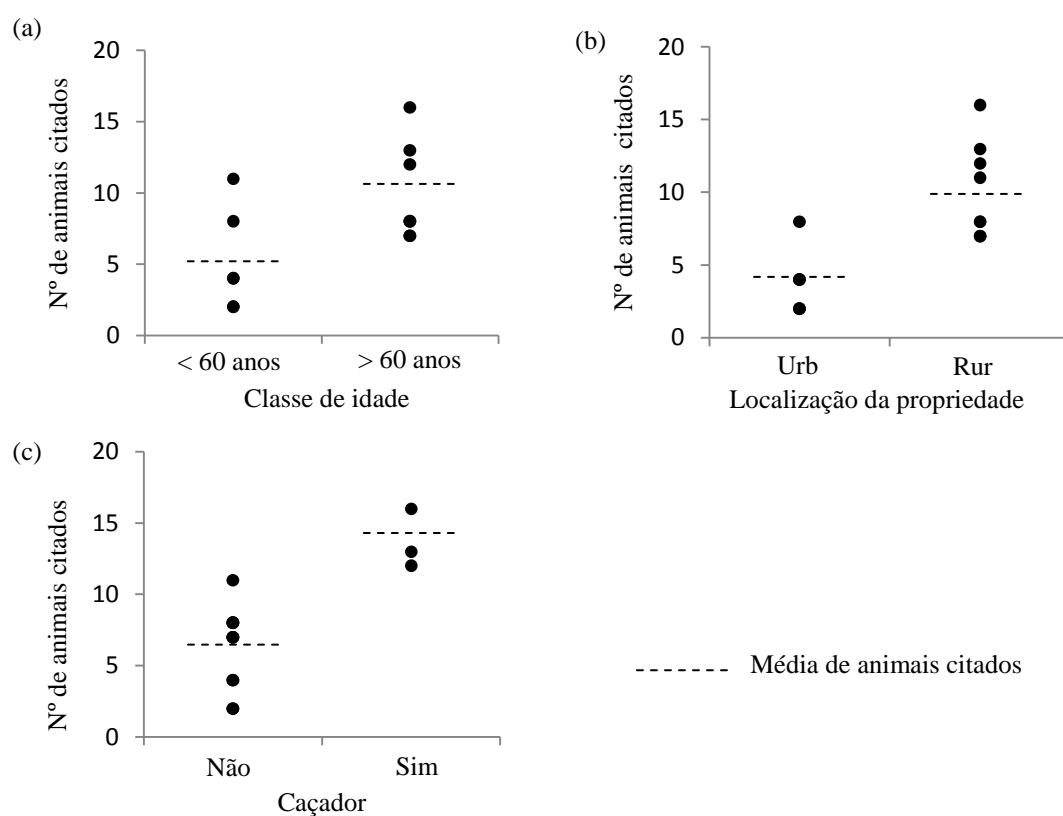 (a)
20
15
10
5
0
Nº de animais citados
< 60 anos
> 60 anos
Classe de idade
(b)
20
15
10
5
0
Nº de animais citados
Urb
Rur
Localização da propriedade
(c)
20
15
10
5
0
Nº de animais citados
Não
Sim
Caçador
Média de animais citados